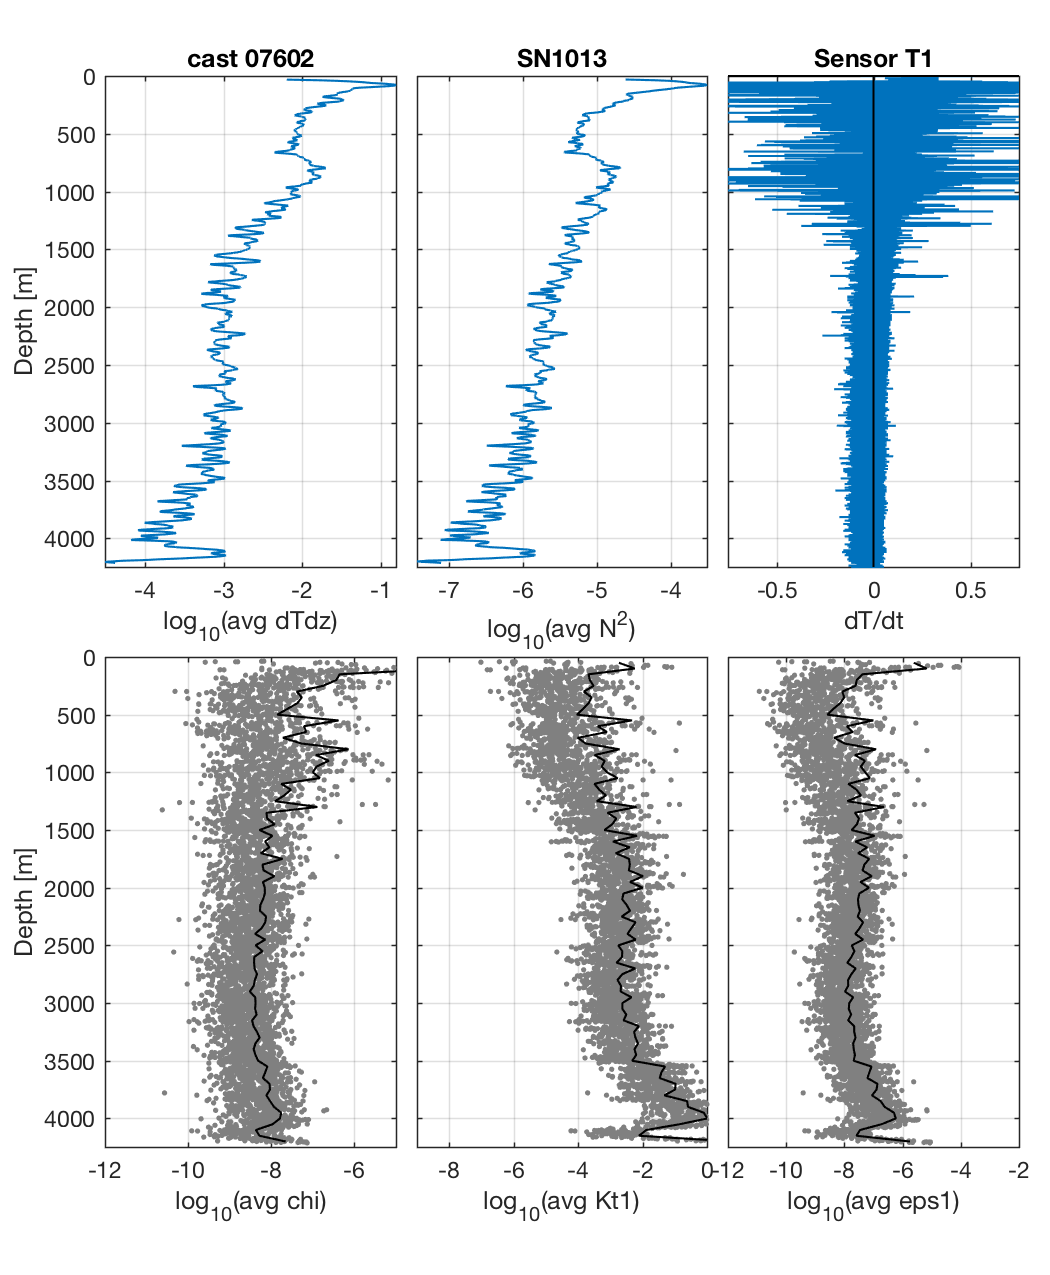 cast 07602 SN1013 Sensor T1
0
500
1000
1500
2000
2500
3000
3500
4000
Depth [m]
-4 -3 -2 -1 -7 -6 -5 -4 -0.5 0 0.5
log10(avg dTdz) log10(avg N2) dT/dt
0
500
1000
1500
2000
2500
3000
3500
4000
Depth [m]
-12 -10 -8 -6 -8 -6 -4 -2 0 -12 -10 -8 -6 -4 -2
log10(avg chi) log10(avg Kt1) log10(avg eps1)